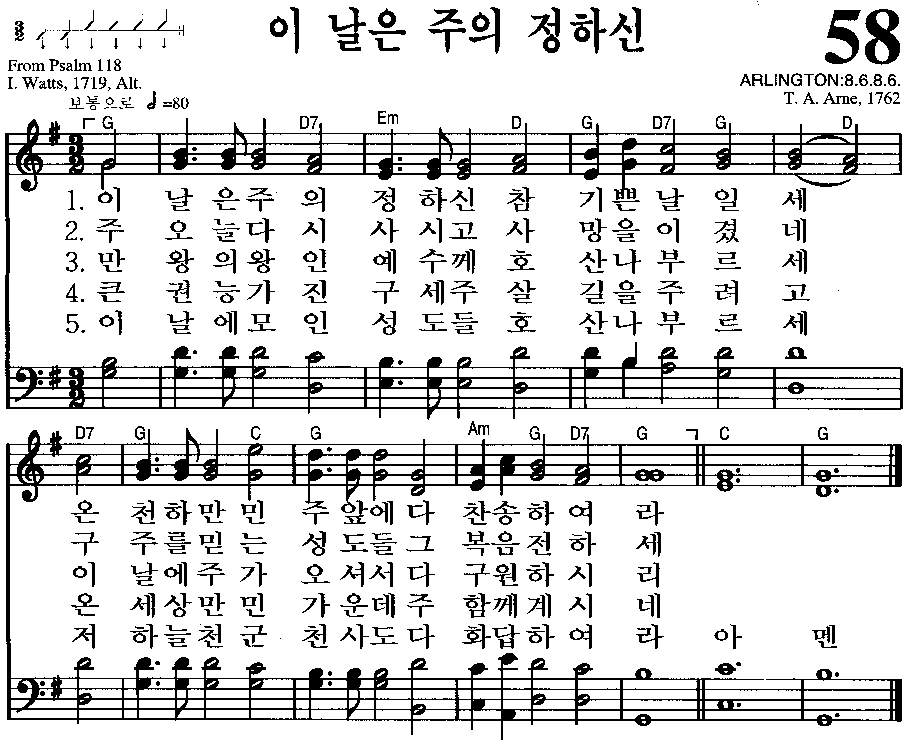 이 날은 주의 정하신
58
3/2
From Psalm 118
I. Watts, 1719, Alt.
ARLINGTON:8.6.8.6.
T. A. Arne, 1762
보통으로 =80
G D7 Em D G D7 G D
1. 이 날 은 주 의 정 하 신 참 기 쁜 날 일 세
2. 주 오 늘 다 시 사 시 고 사 망 을 이 겼 네
3. 만 왕 의 왕 인 예 수 께 호 산 나 부 르 세
4. 큰 권 능 가 진 구 세 주 살 길 을 주 려 고
5. 이 날 에 모 인 성 도 들 호 산 나 부 르 세
D7 G C G Am G D7 G C G
온 천 하 만 민 주 앞 에 다 찬 송 하 여 라
구 주 를 믿 는 성 도 들 그 복 음 전 하 세
이 날 에 주 가 오 셔 서 다 구 원 하 시 리
온 세 상 만 민 가 운 데 주 함 께 계 시 네
저 하 늘 천 군 천 사 도 다 화 답 하 여 라 아 멘